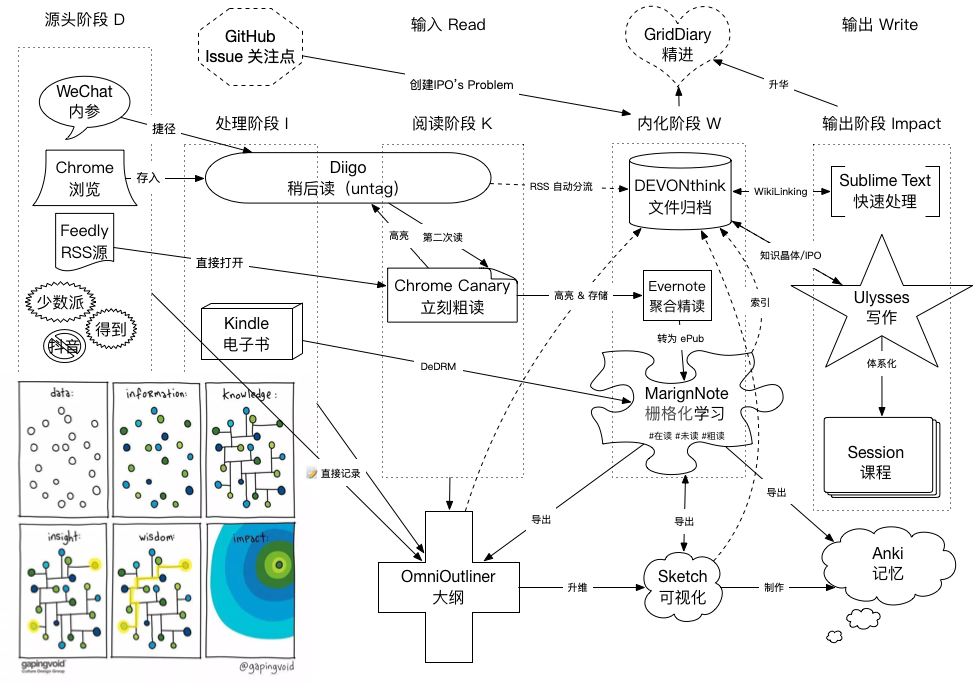 源头阶段 D
GitHub
Issue 关注点
输入 Read
GridDiary
精进
输出 Write
创建IPO's Problem
升华
WeChat
内参
捷径
处理阶段 I
阅读阶段 K
内化阶段 W
输出阶段 Impact
Chrome
浏览
存入
Diigo
稍后读（untag）
RSS 自动分流
DEVONthink
文件归档
WikiLinking
Sublime Text
快速处理
Feedly
RSS源
直接打开
高亮
第二次读
知识晶体/IPO
Chrome Canary
立刻粗读
高亮 & 存储
Evernote
聚合精读
索引
Ulysses
写作
少数派
得到
抖音
Kindle
电子书
转为 ePub
体系化
DeDRM
MarignNote
栅格化学习
#在读 #未读 #粗读
data:
information:
knowledge:
📝 直接记录
Session
课程
导出
导出
导出
insight:
wisdom:
impact:
OmniOutliner
大纲
升维
Sketch
可视化
制作
Anki
记忆
gapingvoid
Culture Design Group
@gapingvoid